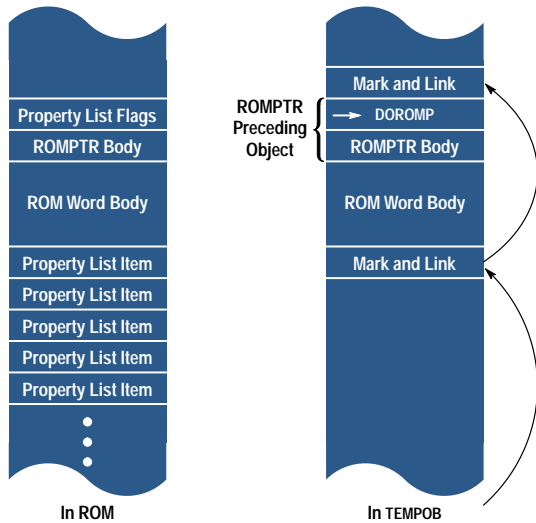 Property List Flags
ROMPTR Body
ROM Word Body
Property List Item
Property List Item
Property List Item
Property List Item
Property List Item
In ROM
Mark and Link
ROMPTR
Preceding
Object
→ DOROMP
ROMPTR Body
ROM Word Body
Mark and Link
In TEMPOB